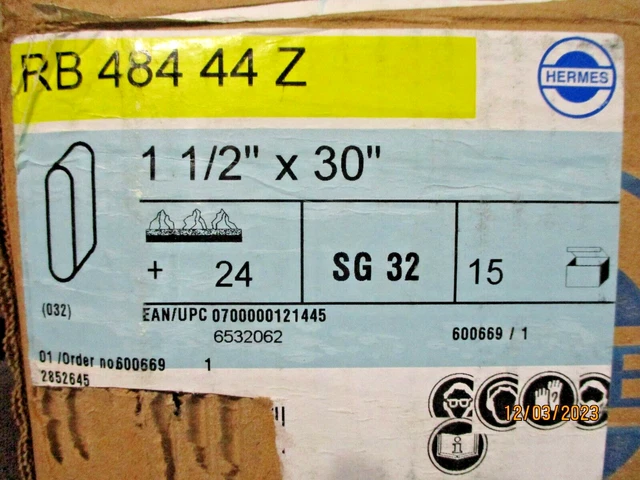 RB 484 44 Z
HERMES
1 1/2" x 30"
+ 24
SG 32
15
(032)
EAN/UPC 0700000121445
6532062
600669 / 1
01 /Order no600669 1
2852645
12/03/2023